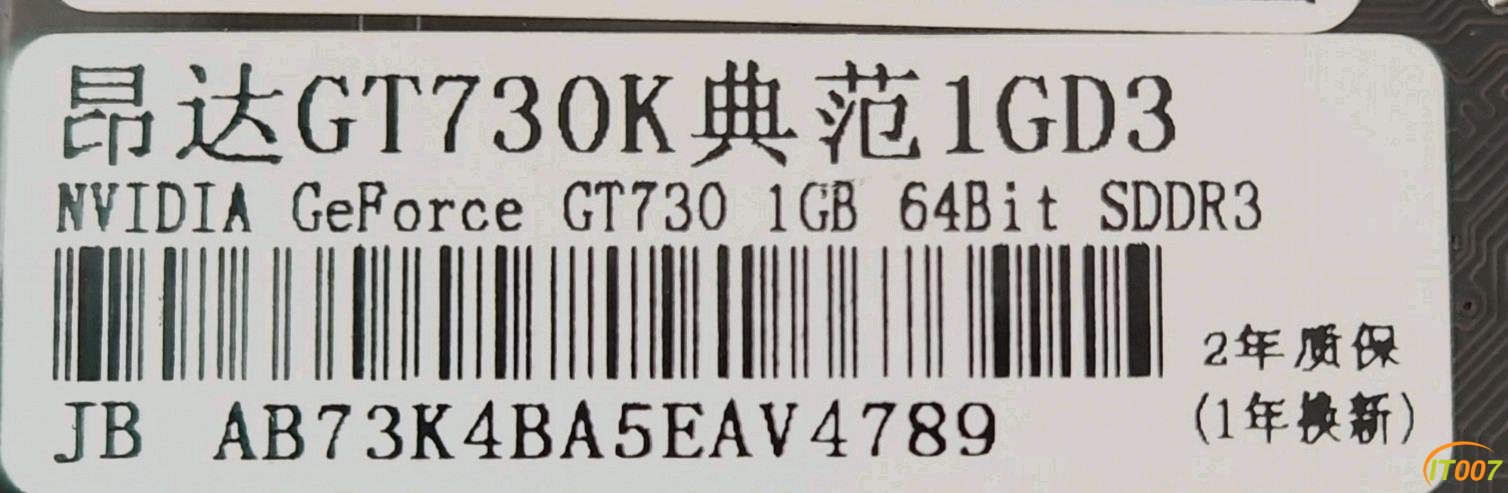 昂达GT730K典范1GD3
NVIDIA GeForce GT730 1GB 64Bit SDDR3
JB AB73K4BA5EAV4789
2年质保
(1年换新)
IT007